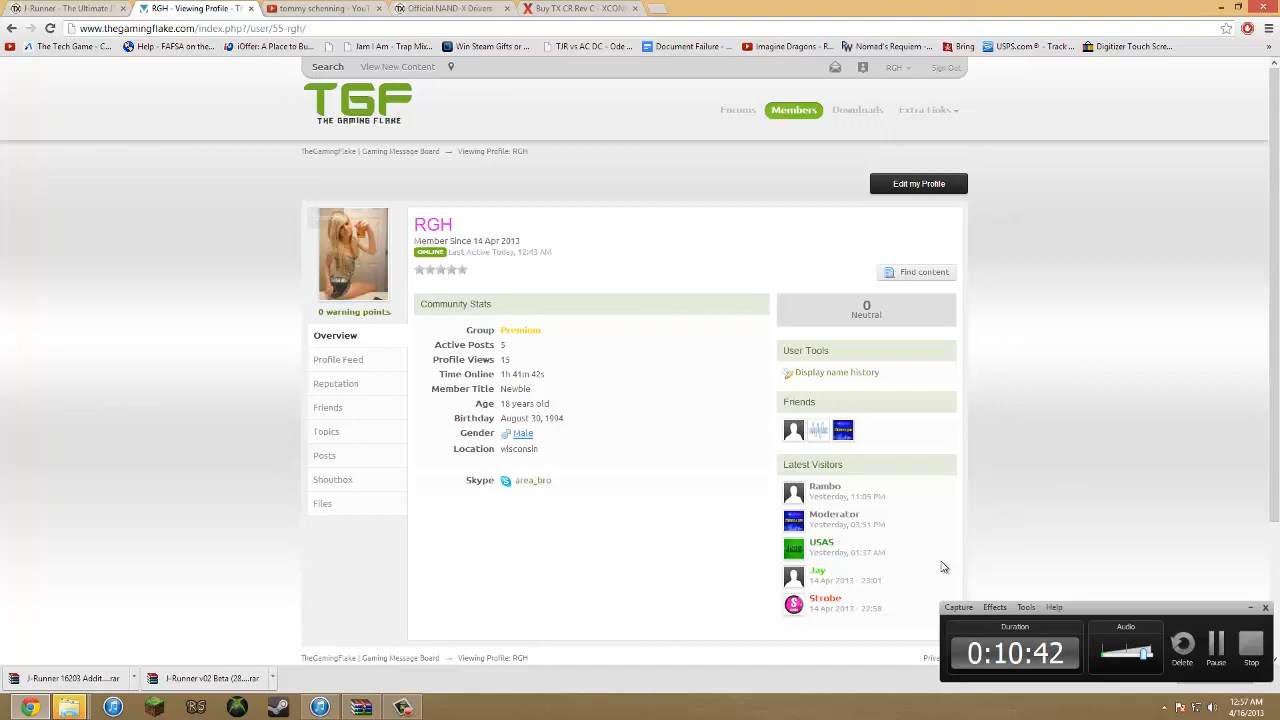 J-Runner - The Ultimate I
RGH - Viewing Profile - T
tommy schenning - YouT
Official NAND-X Drivers
Buy TX CR Rev C - XCON
www.thegamingflake.com/index.php?/user/55-rgh/
The Tech Game - C...
Help - FAFSA on the ...
iOffer: A place to Bu...
Jam I Am - Trap Mix...
Win Steam Gifts or ...
T I vs AC DC - Ode...
Document Failure - ...
Imagine Dragons - ...
Nomad's Requiem - ...
Bring
USPS.com® - Track ...
Digitizer Touch Scre...
Search
View New Content
RGH
Sign Out
TGF
THE GAMING FLAKE
Forums
Members
Downloads
Extra Links
TheGamingFlake | Gaming Message Board → Viewing Profile: RGH
Edit my Profile
RGH
Member Since 14 Apr 2013
ONLINE Last Active Today, 12:43 AM
Find content
0 warning points
Overview
Profile Feed
Reputation
Friends
Topics
Posts
Shoutbox
Files
Community Stats
Group Premium
Active Posts 5
Profile Views 15
Time Online 1h 41m 42s
Member Title Newbie
Age 18 years old
Birthday August 30, 1994
Gender Male
Location wisconsin
Skype area_bro
0
Neutral
User Tools
Display name history
Friends
Latest Visitors
Rambo
Yesterday, 11:05 PM
Moderator
Yesterday, 03:51 PM
USAS
Yesterday, 01:37 AM
Jay
14 Apr 2013 - 23:01
Strobe
14 Apr 2013 - 22:58
TheGamingFlake | Gaming Message Board → Viewing Profile: RGH
Capture Effects Tools Help
Duration
0:10:42
Audio
Delete
Pause
Stop
J-Runner 16203 Addit....rar
12:57 AM
4/16/2013